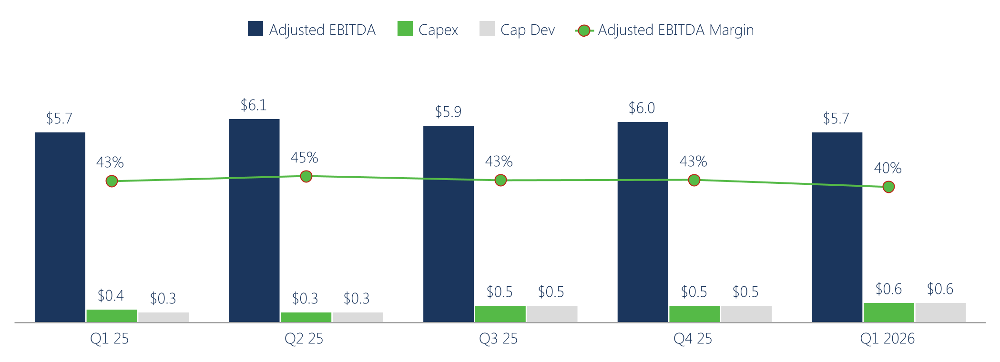 Adjusted EBITDA Capex Cap Dev Adjusted EBITDA Margin
$5.7 $6.1 $5.9 $6.0 $5.7
43% 45% 43% 43% 40%
$0.4 $0.3 $0.3 $0.3 $0.5 $0.5 $0.5 $0.5 $0.6 $0.6
Q1 25 Q2 25 Q3 25 Q4 25 Q1 2026